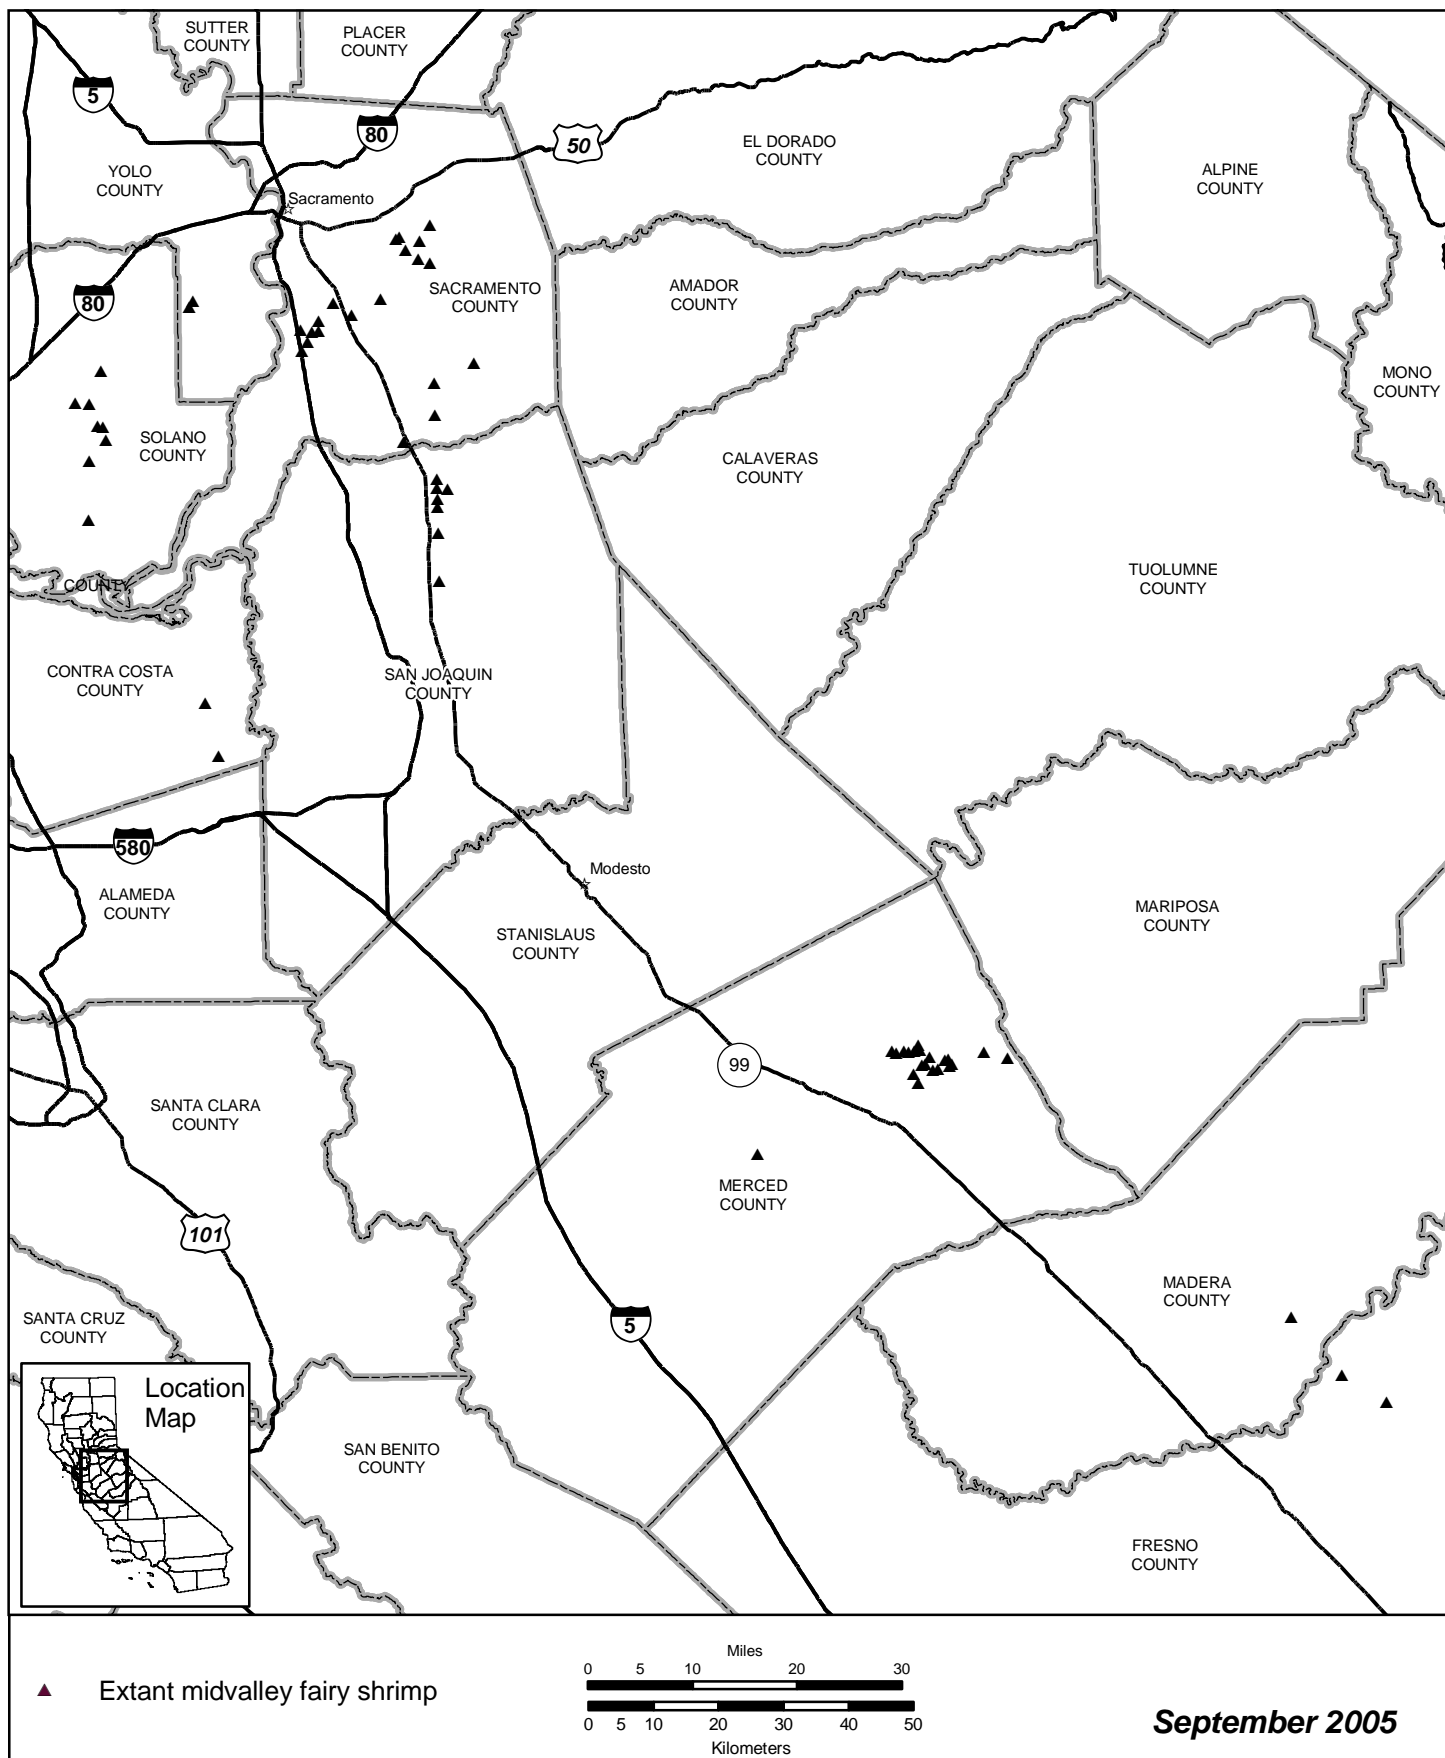 SUTTER
COUNTY
PLACER
COUNTY
5
80
50
EL DORADO
COUNTY
YOLO
COUNTY
ALPINE
COUNTY
Sacramento
80
SACRAMENTO
COUNTY
AMADOR
COUNTY
MONO
COUNTY
SOLANO
COUNTY
CALAVERAS
COUNTY
COUNTY
TUOLUMNE
COUNTY
CONTRA COSTA
COUNTY
SAN JOAQUIN
COUNTY
580
Modesto
ALAMEDA
COUNTY
STANISLAUS
COUNTY
MARIPOSA
COUNTY
99
SANTA CLARA
COUNTY
MERCED
COUNTY
101
MADERA
COUNTY
SANTA CRUZ
COUNTY
5
Location
Map
SAN BENITO
COUNTY
FRESNO
COUNTY
Extant midvalley fairy shrimp
Miles
0 5 10 20 30
0 5 10 20 30 40 50
Kilometers
September 2005